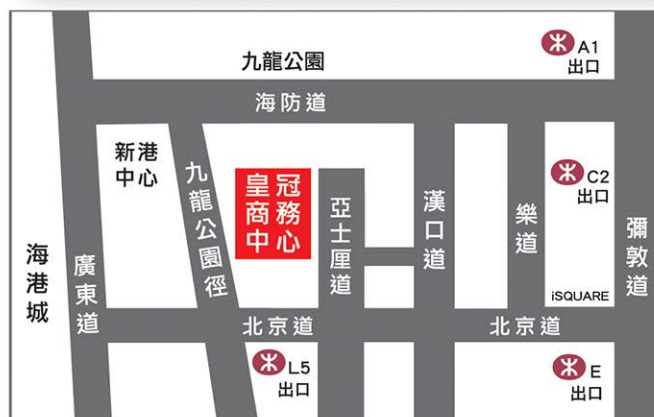 A1
出口
九龍公園
海防道
新港
中心
九龍公園徑
皇冠
商務
中心
亞士厘道
漢口道
樂道
C2
出口
彌敦道
海港城
廣東道
iSQUARE
北京道
北京道
L5
出口
E
出口